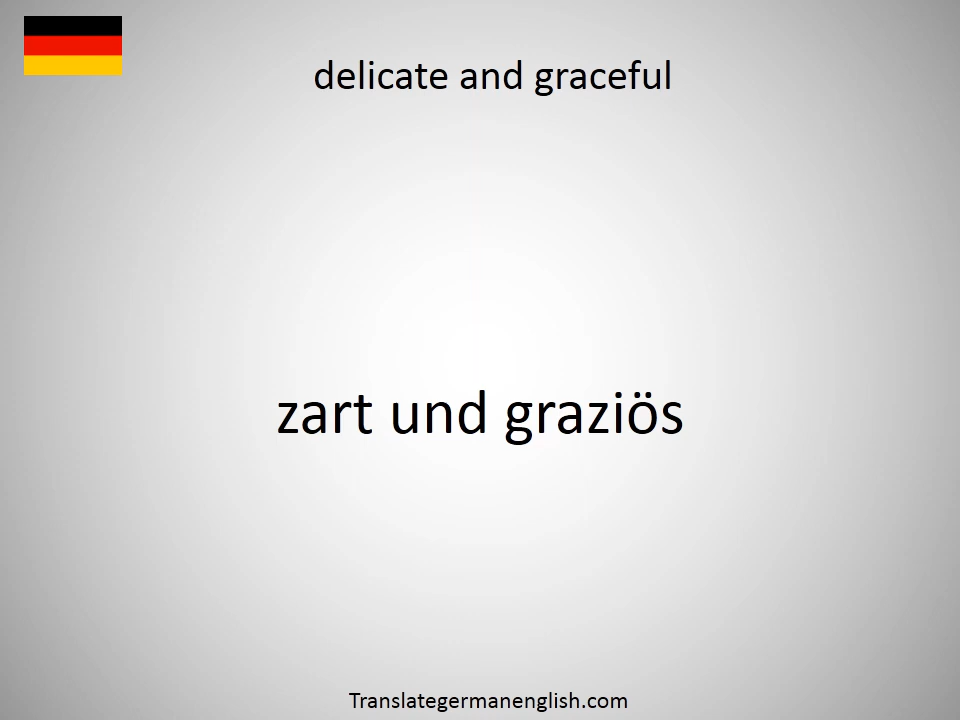 delicate and graceful
zart und graziös
Translategermanenglish.com